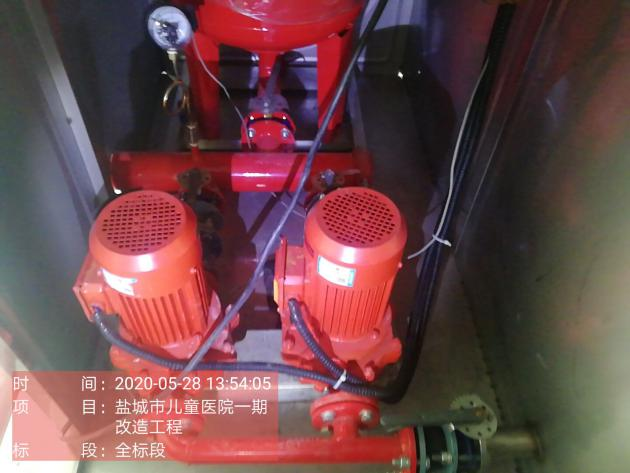 时 间：2020-05-28 13:54:05
项 目：盐城市儿童医院一期
改造工程
标 段：全标段